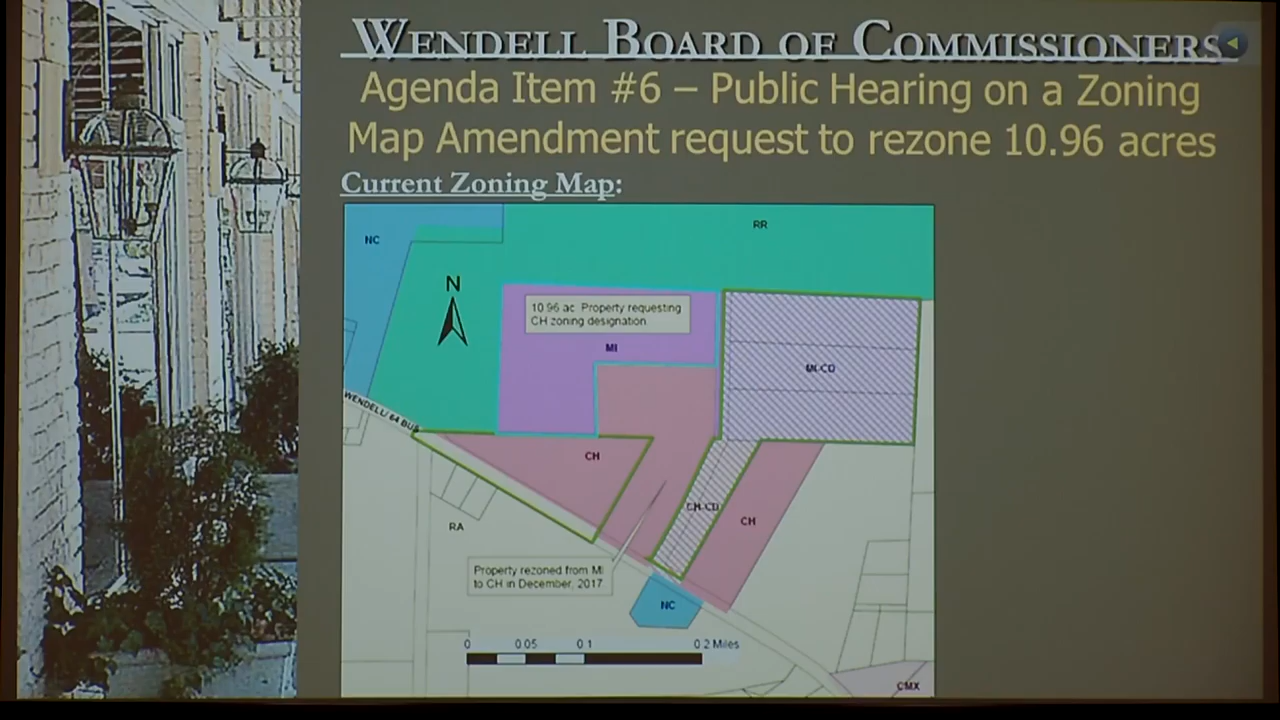 WENDELL BOARD OF COMMISSIONERS
Agenda Item #6 – Public Hearing on a Zoning
Map Amendment request to rezone 10.96 acres
Current Zoning Map:
NC
RR
N
10.96 ac Property requesting
CH zoning designation
MI
MI-CD
WENDELL/ 64 BUS
CH
CH-CD
CH
RA
Property rezoned from MI
to CH in December, 2017.
NC
0 0.05 0.1 0.2 Miles
CMX